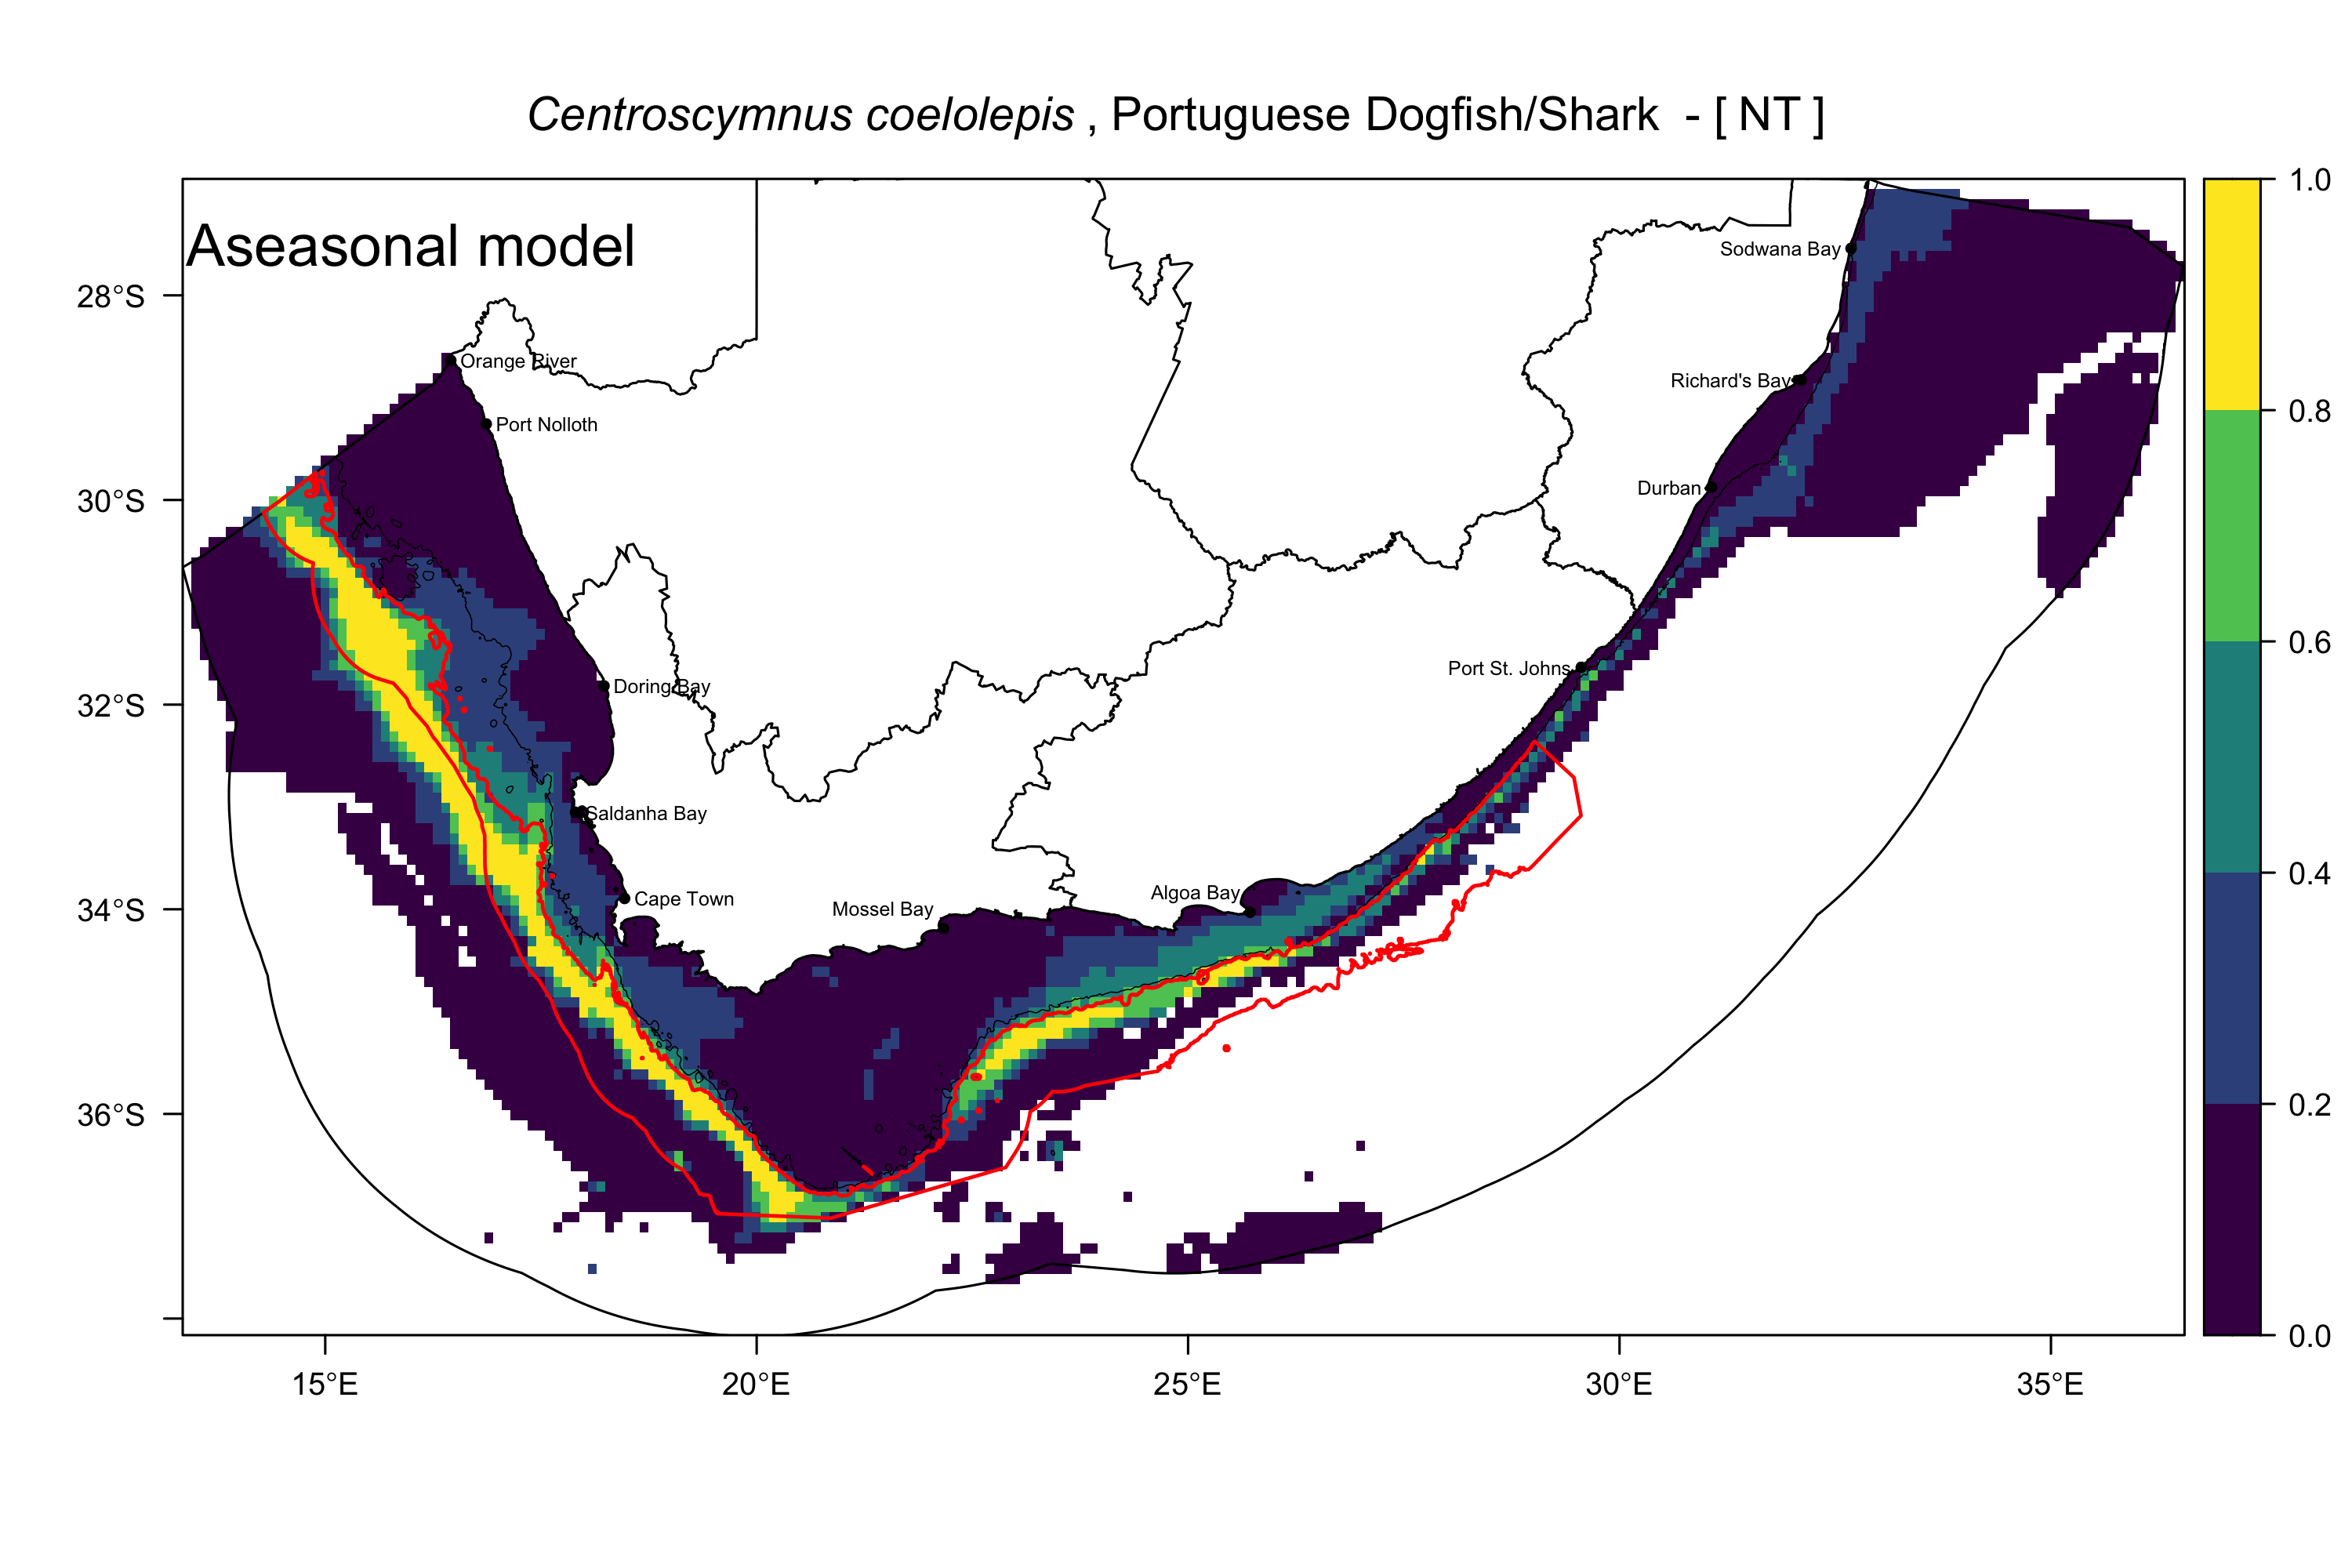 Centroscymnus coelolepis , Portuguese Dogfish/Shark - [ NT ]
Aseasonal model
28°S
30°S
32°S
34°S
36°S
15°E
20°E
25°E
30°E
35°E
Orange River
Port Nolloth
Doring Bay
Saldanha Bay
Cape Town
Mossel Bay
Algoa Bay
Port St. Johns
Durban
Richard's Bay
Sodwana Bay
1.0
0.8
0.6
0.4
0.2
0.0